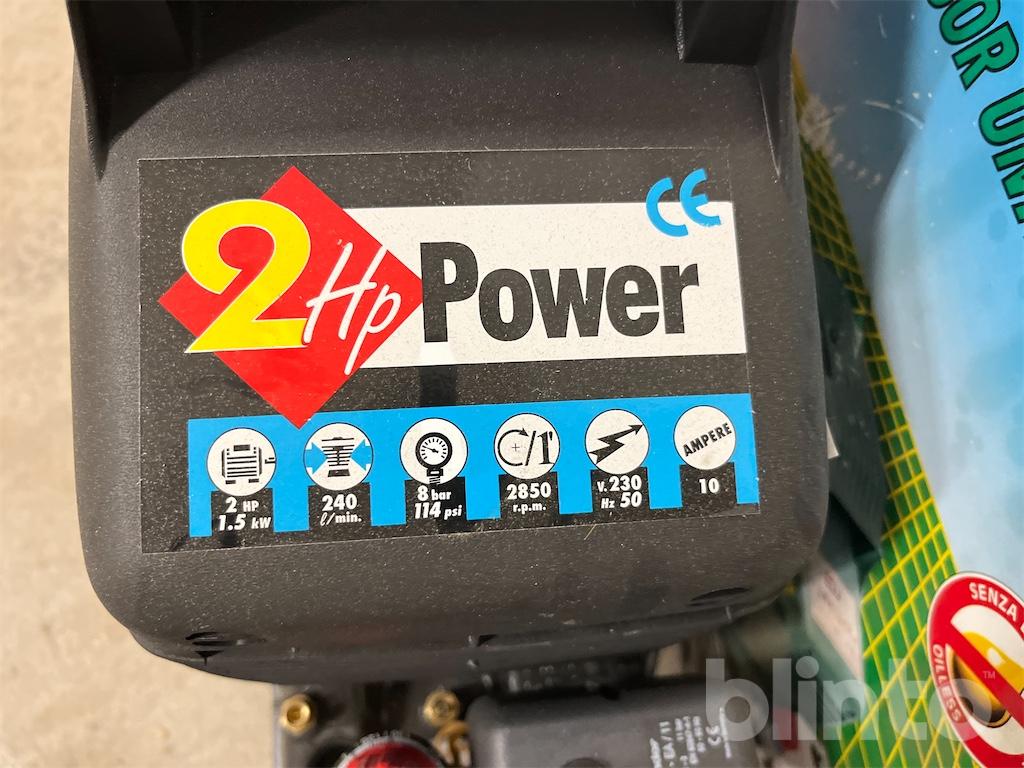 CE
2 Hp Power
AMPERE
2 HP
1.5 kW
240
l/min.
8 bar
114 psi
2850
r.p.m.
V. 230
Hz 50
10
SENZA
OILLESS
blinto™